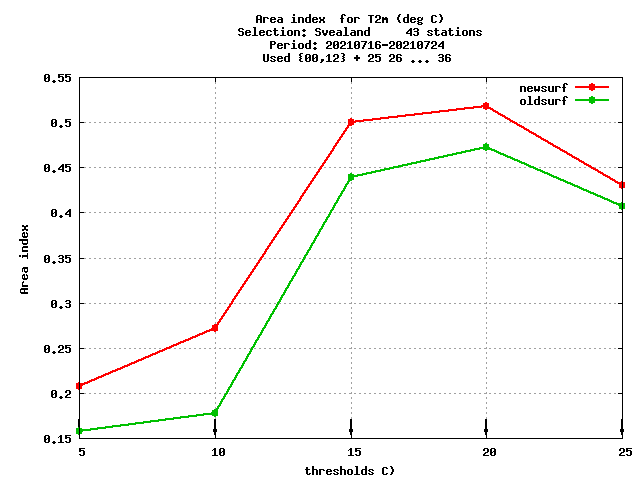 Area index  for T2m (deg C)
Selection: Svealand     43 stations
Period: 20210716-20210724
Used {00,12} + 25 26 ... 36
newsurf
oldsurf
0.55
0.5
0.45
0.4
0.35
0.3
0.25
0.2
0.15
Area index
5 10 15 20 25
thresholds C)